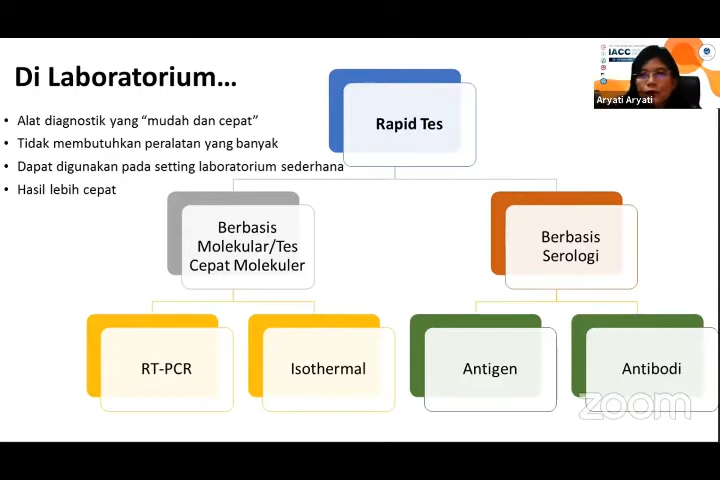 Di Laboratorium...
• Alat diagnostik yang “mudah dan cepat”
• Tidak membutuhkan peralatan yang banyak
• Dapat digunakan pada setting laboratorium sederhana
• Hasil lebih cepat
Rapid Tes
Berbasis
Molekular/Tes
Cepat Molekuler
Berbasis
Serologi
RT-PCR
Isothermal
Antigen
Antibodi
IACC
Aryati Aryati
zoom